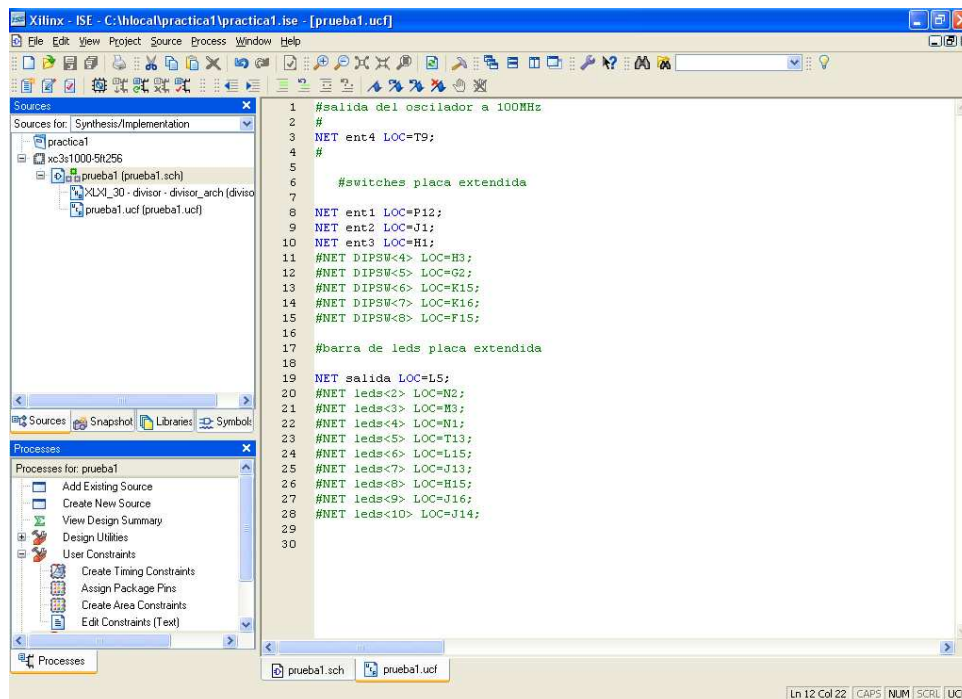 Xilinx - ISE - C:\hlocal\practica1\practica1.ise - [prueba1.ucf]
File Edit View Project Source Process Window Help
Sources
Sources for: Synthesis/Implementation
practica1
xc3s1000-5ft256
prueba1 (prueba1.sch)
XLXI_30 - divisor - divisor_arch (diviso
prueba1.ucf (prueba1.ucf)
Sources Snapshot Libraries Symbols
Processes
Processes for: prueba1
Add Existing Source
Create New Source
View Design Summary
Design Utilities
User Constraints
Create Timing Constraints
Assign Package Pins
Create Area Constraints
Edit Constraints (Text)
Processes
1 #salida del oscilador a 100MHz
2 #
3 NET ent4 LOC=T9;
4 #
5
6 #switches placa extendida
7
8 NET ent1 LOC=P12;
9 NET ent2 LOC=J1;
10 NET ent3 LOC=H1;
11 #NET DIPSW<4> LOC=H3;
12 #NET DIPSW<5> LOC=G2;
13 #NET DIPSW<6> LOC=K15;
14 #NET DIPSW<7> LOC=K16;
15 #NET DIPSW<8> LOC=F15;
16
17 #barra de leds placa extendida
18
19 NET salida LOC=L5;
20 #NET leds<2> LOC=N2;
21 #NET leds<3> LOC=M3;
22 #NET leds<4> LOC=N1;
23 #NET leds<5> LOC=T13;
24 #NET leds<6> LOC=L15;
25 #NET leds<7> LOC=J13;
26 #NET leds<8> LOC=H15;
27 #NET leds<9> LOC=J16;
28 #NET leds<10> LOC=J14;
29
30
prueba1.sch prueba1.ucf
Ln 12 Col 22 CAPS NUM SCRL UC